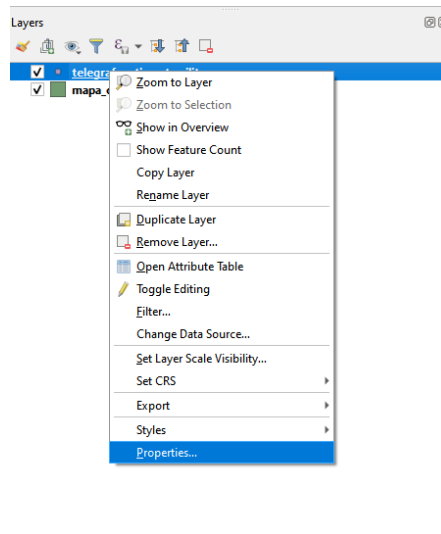 Layers
Zoom to Layer
Zoom to Selection
Show in Overview
Show Feature Count
Copy Layer
Rename Layer
Duplicate Layer
Remove Layer...
Open Attribute Table
Toggle Editing
Filter...
Change Data Source...
Set Layer Scale Visibility...
Set CRS
Export
Styles
Properties...